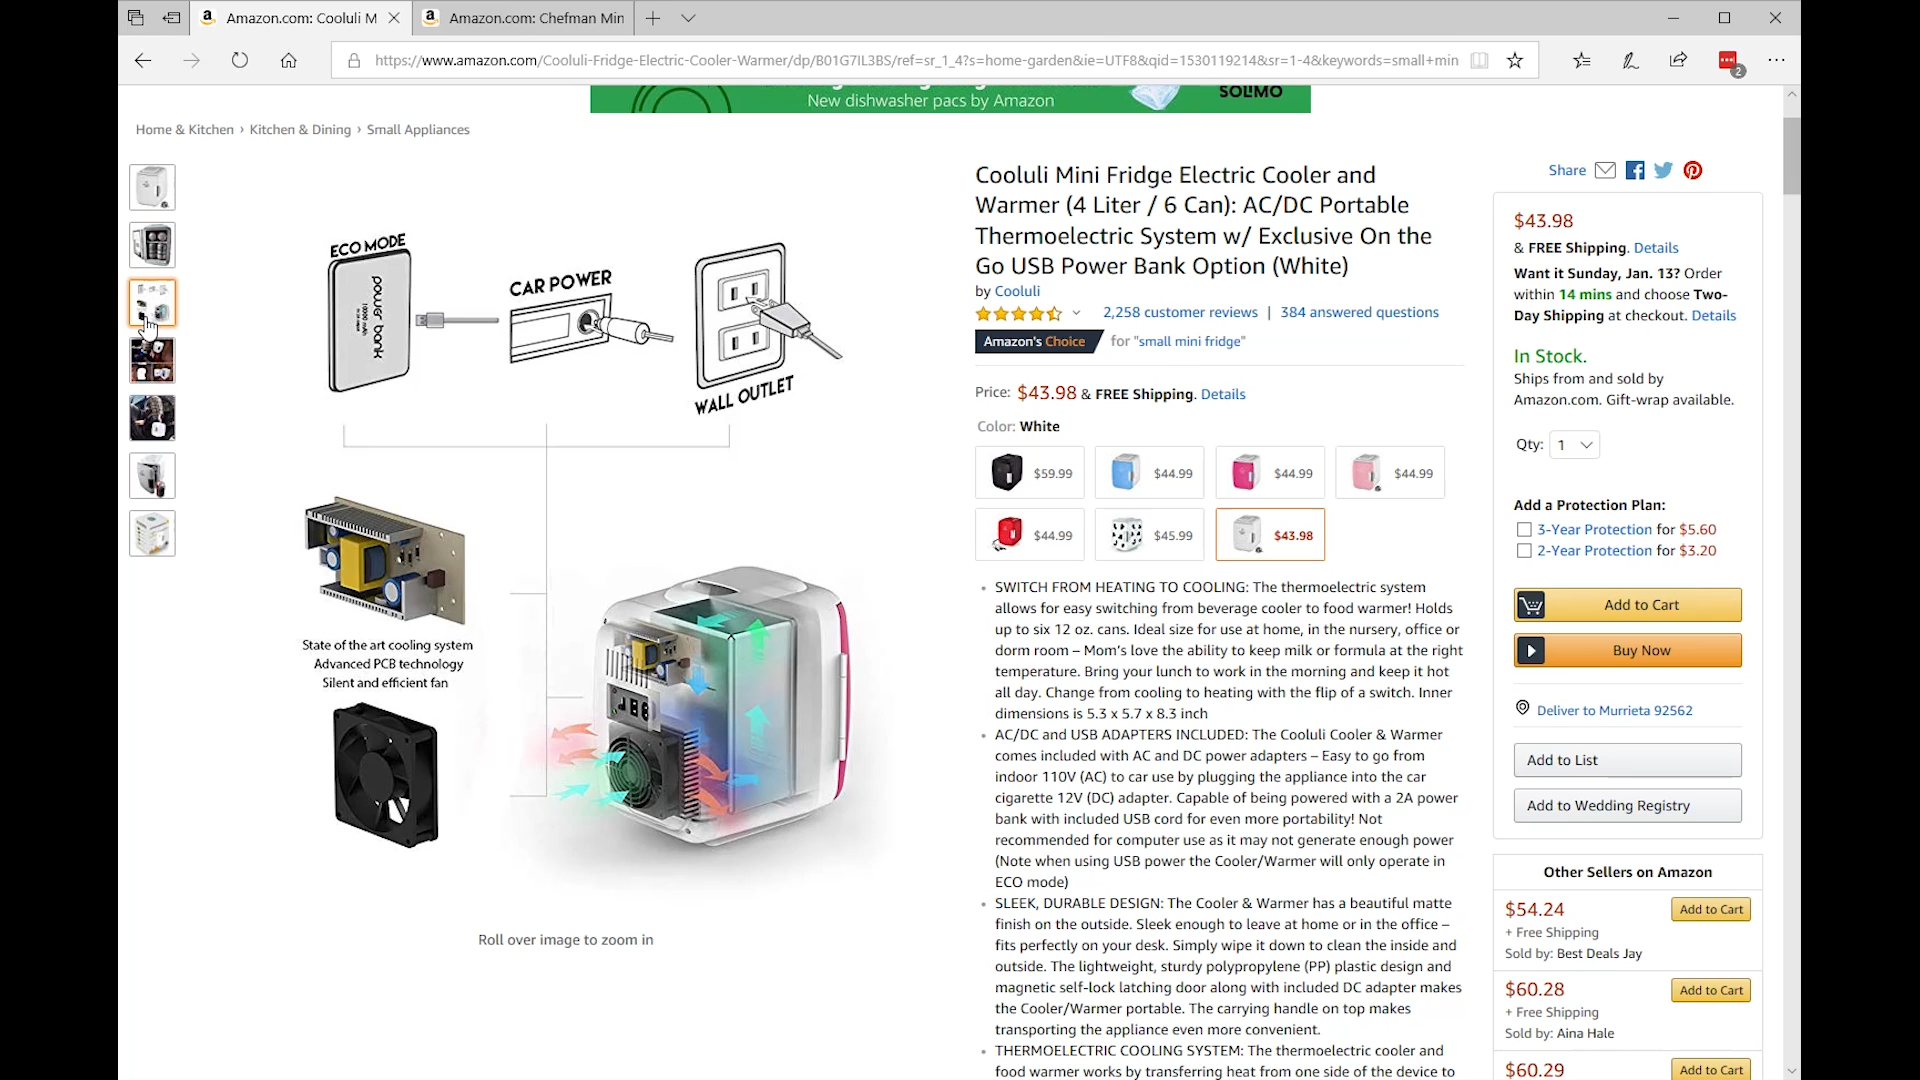 Amazon.com: Cooluli M
Amazon.com: Chefman Min
https://www.amazon.com/Cooluli-Fridge-Electric-Cooler-Warmer/dp/B01G7IL3BS/ref=sr_1_4?s=home-garden&ie=UTF8&qid=1530119214&sr=1-4&keywords=small+min
2
New dishwasher pacs by Amazon
SOLIMO
Home & Kitchen › Kitchen & Dining › Small Appliances
ECO MODE
power bank
CAR POWER
WALL OUTLET
State of the art cooling system
Advanced PCB technology
Silent and efficient fan
Roll over image to zoom in
Cooluli Mini Fridge Electric Cooler and
Warmer (4 Liter / 6 Can): AC/DC Portable
Thermoelectric System w/ Exclusive On the
Go USB Power Bank Option (White)
by Cooluli
2,258 customer reviews | 384 answered questions
Amazon's Choice for "small mini fridge"
Price: $43.98 & FREE Shipping. Details
Color: White
$59.99 $44.99 $44.99 $44.99
$44.99 $45.99 $43.98
• SWITCH FROM HEATING TO COOLING: The thermoelectric system
allows for easy switching from beverage cooler to food warmer! Holds
up to six 12 oz. cans. Ideal size for use at home, in the nursery, office or
dorm room – Mom's love the ability to keep milk or formula at the right
temperature. Bring your lunch to work in the morning and keep it hot
all day. Change from cooling to heating with the flip of a switch. Inner
dimensions is 5.3 x 5.7 x 8.3 inch
• AC/DC and USB ADAPTERS INCLUDED: The Cooluli Cooler & Warmer
comes included with AC and DC power adapters – Easy to go from
indoor 110V (AC) to car use by plugging the appliance into the car
cigarette 12V (DC) adapter. Capable of being powered with a 2A power
bank with included USB cord for even more portability! Not
recommended for computer use as it may not generate enough power
(Note when using USB power the Cooler/Warmer will only operate in
ECO mode)
• SLEEK, DURABLE DESIGN: The Cooler & Warmer has a beautiful matte
finish on the outside. Sleek enough to leave at home or in the office –
fits perfectly on your desk. Simply wipe it down to clean the inside and
outside. The lightweight, sturdy polypropylene (PP) plastic design and
magnetic self-lock latching door along with included DC adapter makes
the Cooler/Warmer portable. The carrying handle on top makes
transporting the appliance even more convenient.
• THERMOELECTRIC COOLING SYSTEM: The thermoelectric cooler and
food warmer works by transferring heat from one side of the device to
Share
$43.98
& FREE Shipping. Details
Want it Sunday, Jan. 13? Order
within 14 mins and choose Two-
Day Shipping at checkout. Details
In Stock.
Ships from and sold by
Amazon.com. Gift-wrap available.
Qty: 1
Add a Protection Plan:
3-Year Protection for $5.60
2-Year Protection for $3.20
Add to Cart
Buy Now
Deliver to Murrieta 92562
Add to List
Add to Wedding Registry
Other Sellers on Amazon
$54.24 Add to Cart
+ Free Shipping
Sold by: Best Deals Jay
$60.28 Add to Cart
+ Free Shipping
Sold by: Aina Hale
$60.29 Add to Cart